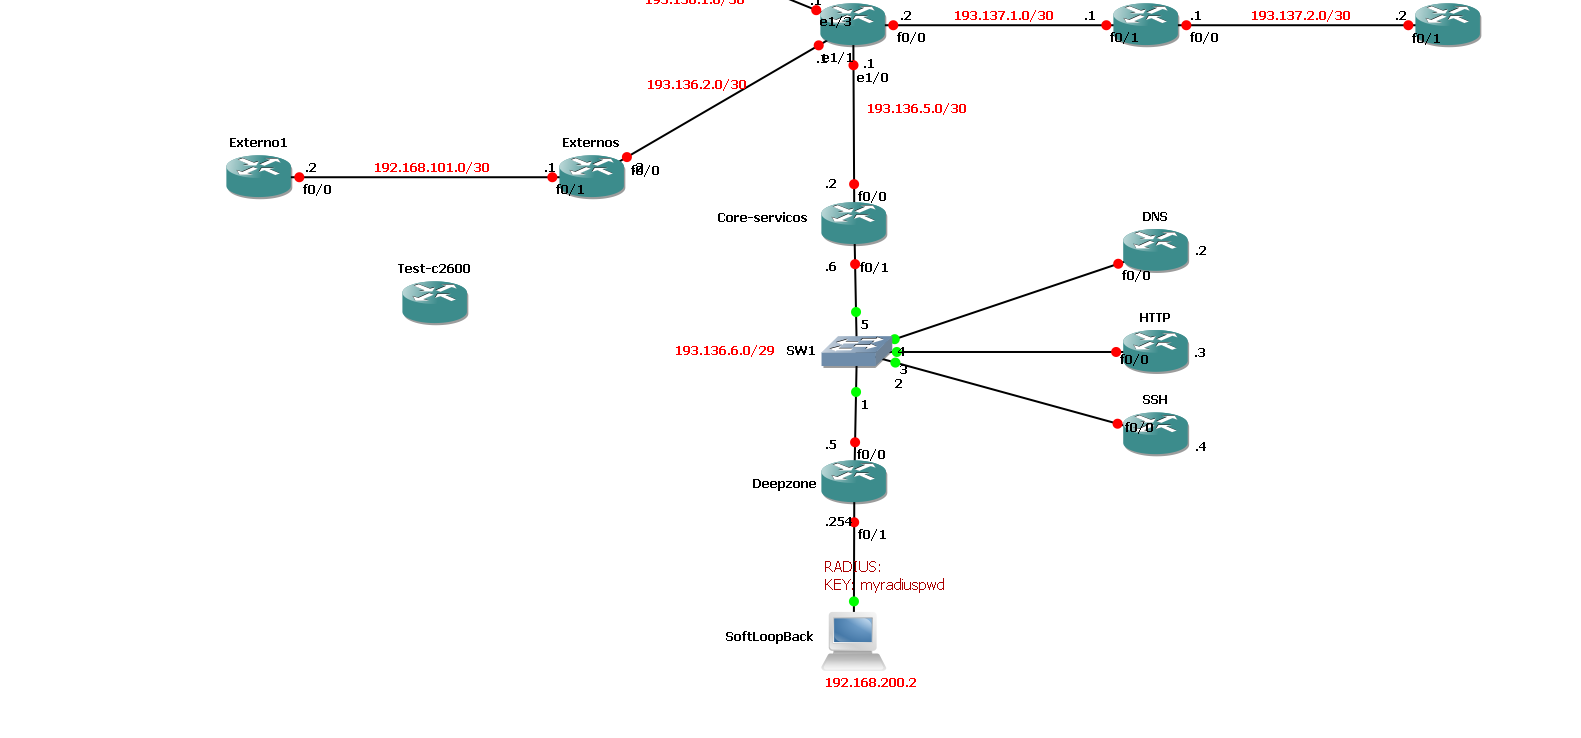 193.136.1.0/30
.1
e1/3
.2
f0/0
193.137.1.0/30
.1
f0/1
.1
f0/0
193.137.2.0/30
.2
f0/1
.1
e1/1
.1
e1/0
193.136.2.0/30
193.136.5.0/30
Externo1
.2
f0/0
192.168.101.0/30
Externos
.1
f0/1
.2
f0/0
.2
f0/0
Core-servicos
.6
f0/1
Test-c2600
5
193.136.6.0/29
SW1
4
3
2
1
DNS
.2
f0/0
HTTP
.3
f0/0
SSH
.4
f0/0
.5
f0/0
Deepzone
.254
f0/1
RADIUS:
KEY: myradiuspwd
SoftLoopBack
192.168.200.2